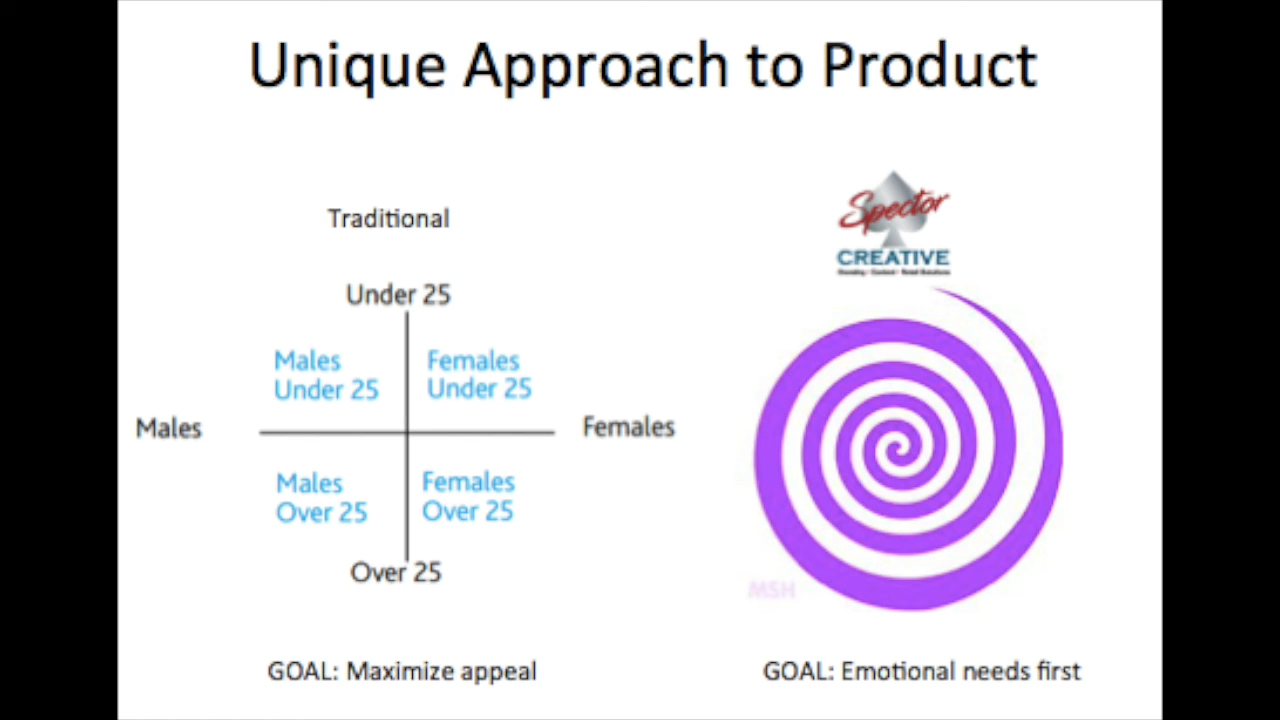 Unique Approach to Product
Traditional
Under 25
Males
Under 25
Females
Under 25
Males
Females
Males
Over 25
Females
Over 25
Over 25
GOAL: Maximize appeal
Spector
CREATIVE
MSH
GOAL: Emotional needs first